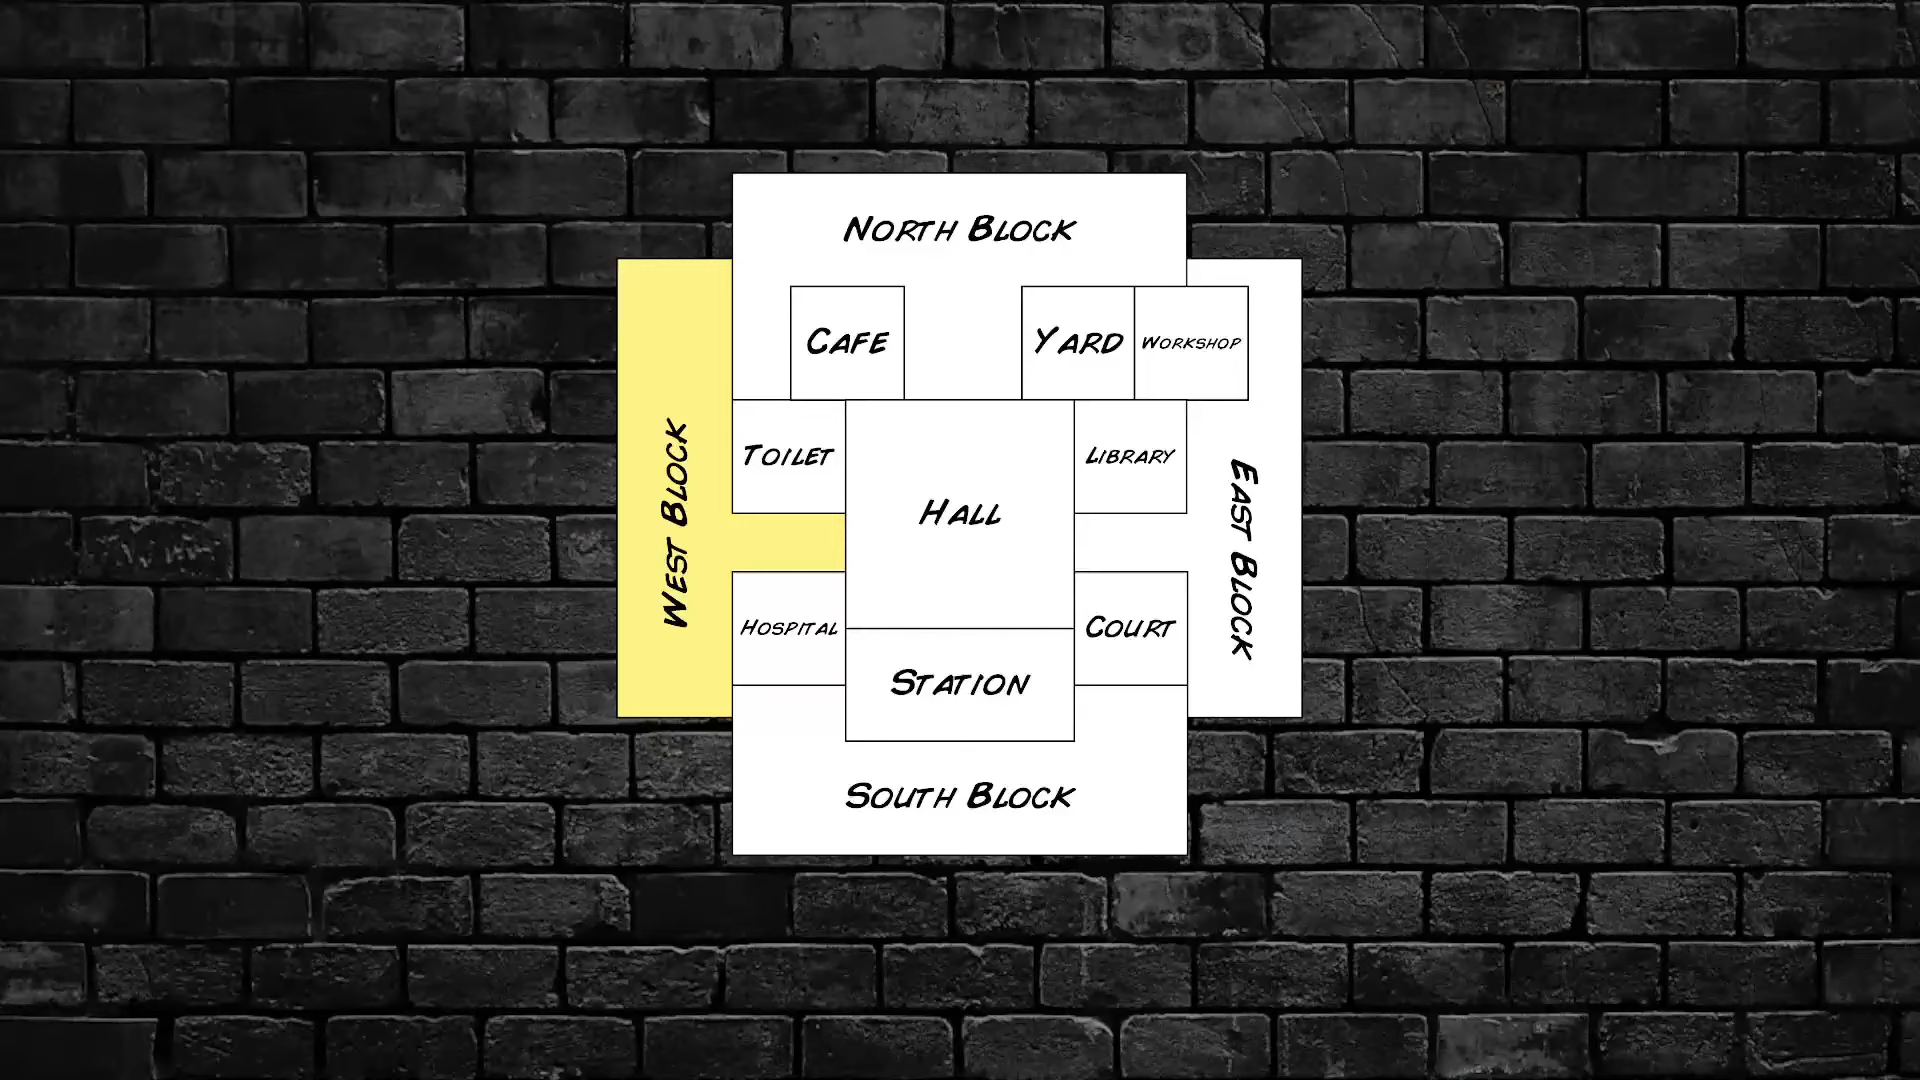 North Block
Cafe
Yard
Workshop
West Block
Toilet
Hall
Library
East Block
Hospital
Court
Station
South Block